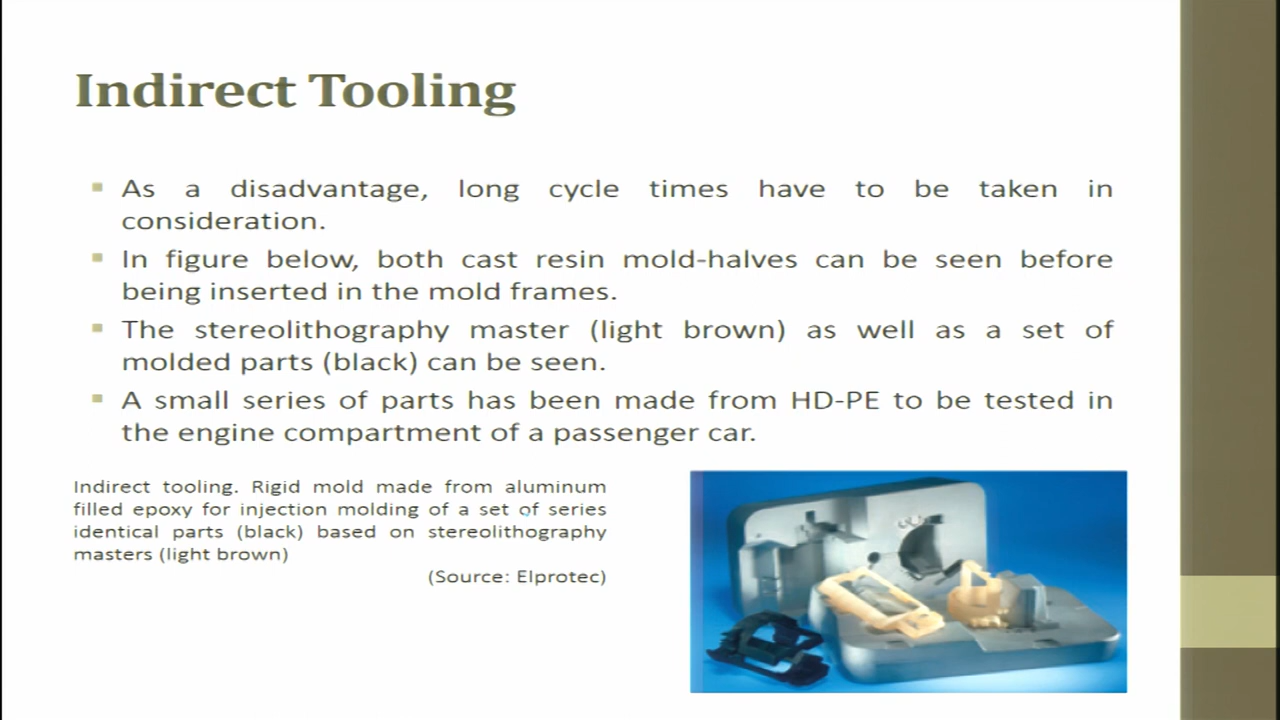 Indirect Tooling
As a disadvantage, long cycle times have to be taken in
consideration.
In figure below, both cast resin mold-halves can be seen before
being inserted in the mold frames.
The stereolithography master (light brown) as well as a set of
molded parts (black) can be seen.
A small series of parts has been made from HD-PE to be tested in
the engine compartment of a passenger car.
Indirect tooling. Rigid mold made from aluminum
filled epoxy for injection molding of a set of series
identical parts (black) based on stereolithography
masters (light brown)
(Source: Elprotec)